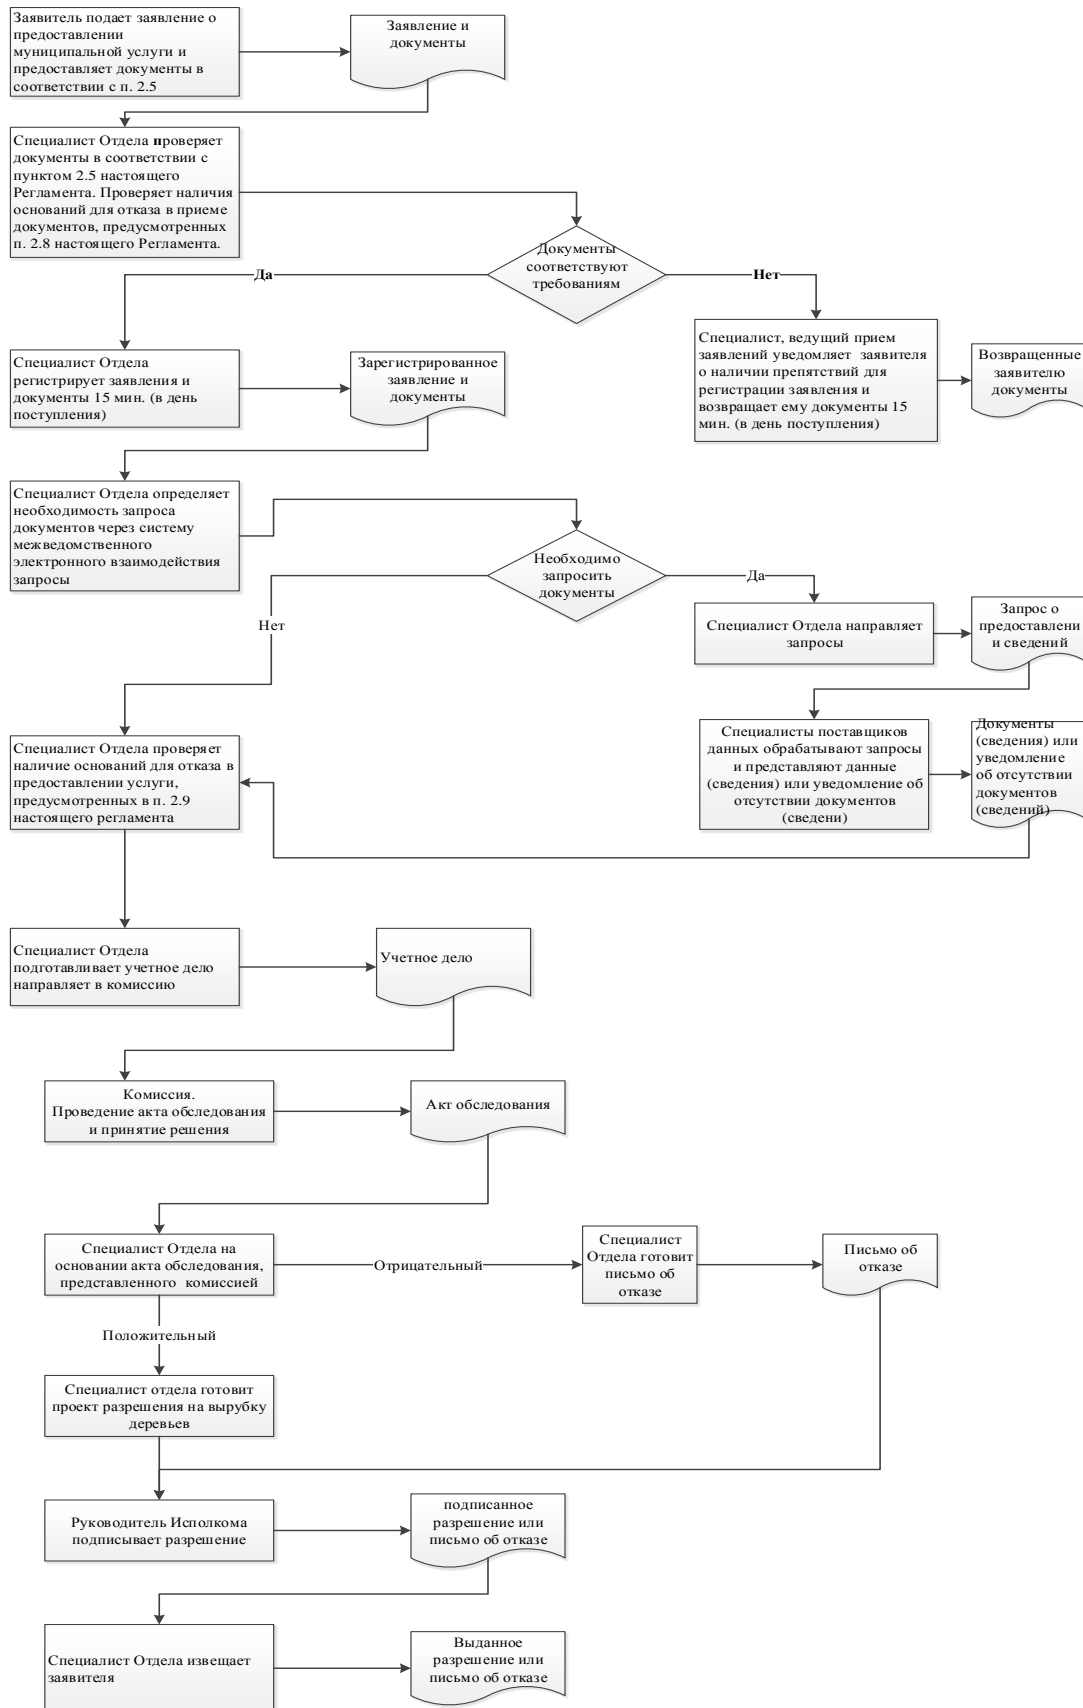 Заявитель подает заявление о
предоставлении
муниципальной услуги и
предоставляет документы в
соответствии с п. 2.5
Заявление и
документы
Специалист Отдела проверяет
документы в соответствии с
пунктом 2.5 настоящего
Регламента. Проверяет наличия
оснований для отказа в приеме
документов, предусмотренных
п. 2.8 настоящего Регламента.
Документы
соответствуют
требованиям
Да
Нет
Специалист Отдела
регистрирует заявления и
документы 15 мин. (в день
поступления)
Зарегистрированное
заявление и
документы
Специалист, ведущий прием
заявлений уведомляет заявителя
о наличии препятствий для
регистрации заявления и
возвращает ему документы 15
мин. (в день поступления)
Возвращенные
заявителю
документы
Специалист Отдела определяет
необходимость запроса
документов через систему
межведомственного
электронного взаимодействия
запросы
Необходимо
запросить
документы
Да
Нет
Специалист Отдела направляет
запросы
Запрос о
предоставлени
и сведений
Специалист Отдела проверяет
наличие оснований для отказа в
предоставлении услуги,
предусмотренных в п. 2.9
настоящего регламента
Специалисты поставщиков
данных обрабатывают запросы
и представляют данные
(сведения) или уведомление об
отсутствии документов
(сведени)
Документы
(сведения) или
уведомление
об отсутствии
документов
(сведений)
Специалист Отдела
подготавливает учетное дело
направляет в комиссию
Учетное дело
Комиссия.
Проведение акта обследования
и принятие решения
Акт обследования
Специалист Отдела на
основании акта обследования,
представленного комиссией
Отрицательный
Специалист
Отдела готовит
письмо об
отказе
Письмо об
отказе
Положительный
Специалист отдела готовит
проект разрешения на вырубку
деревьев
Руководитель Исполкома
подписывает разрешение
подписанное
разрешение или
письмо об отказе
Специалист Отдела извещает
заявителя
Выданное
разрешение или
письмо об отказе